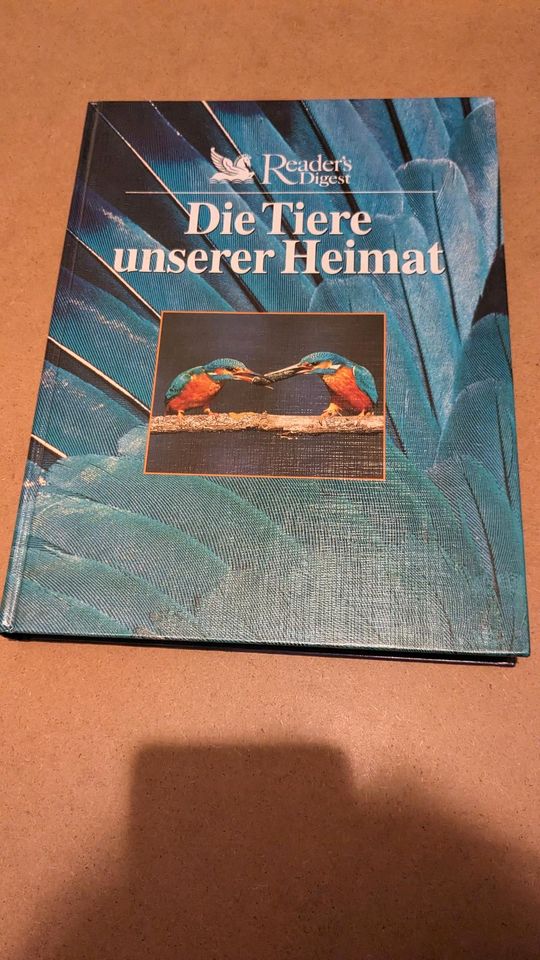 Reader's
Digest
Die Tiere
unserer Heimat